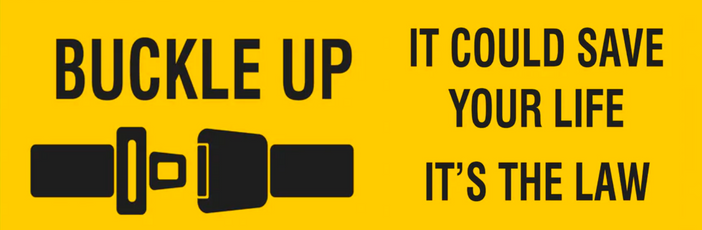 BUCKLE UP
IT COULD SAVE
YOUR LIFE
IT'S THE LAW